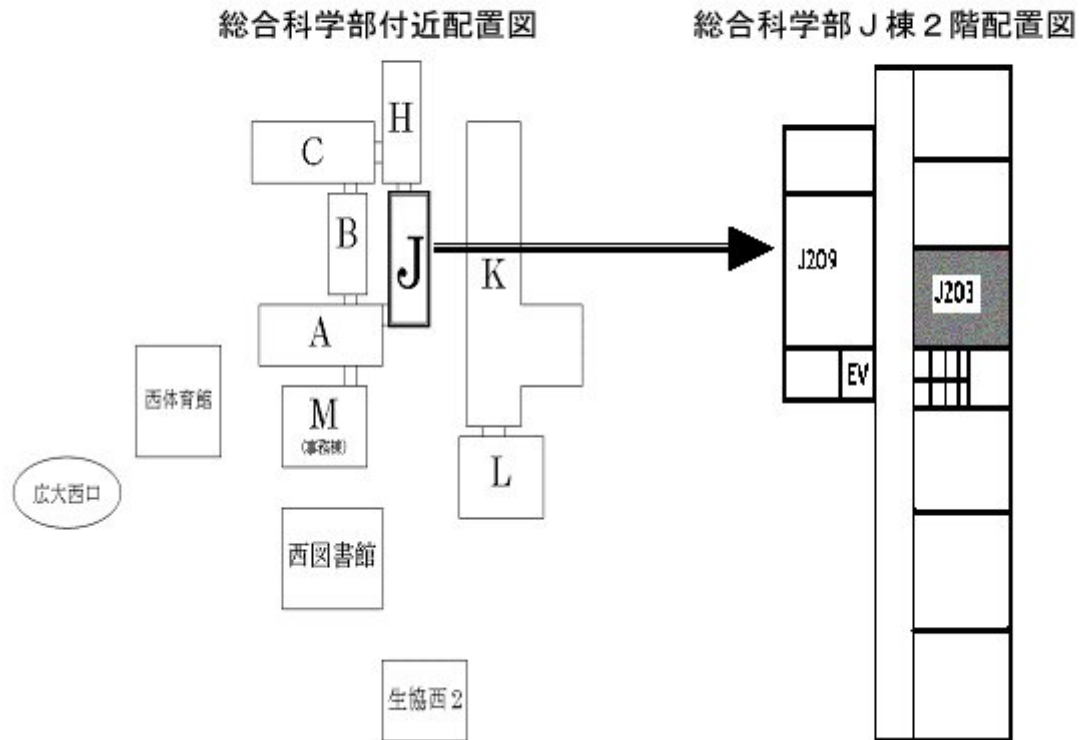 総合科学部付近配置図
総合科学部J棟2階配置図
H
C
B
J
K
J209
J203
A
EV
西体育館
M
(事務棟)
L
広大西口
西図書館
生協西2